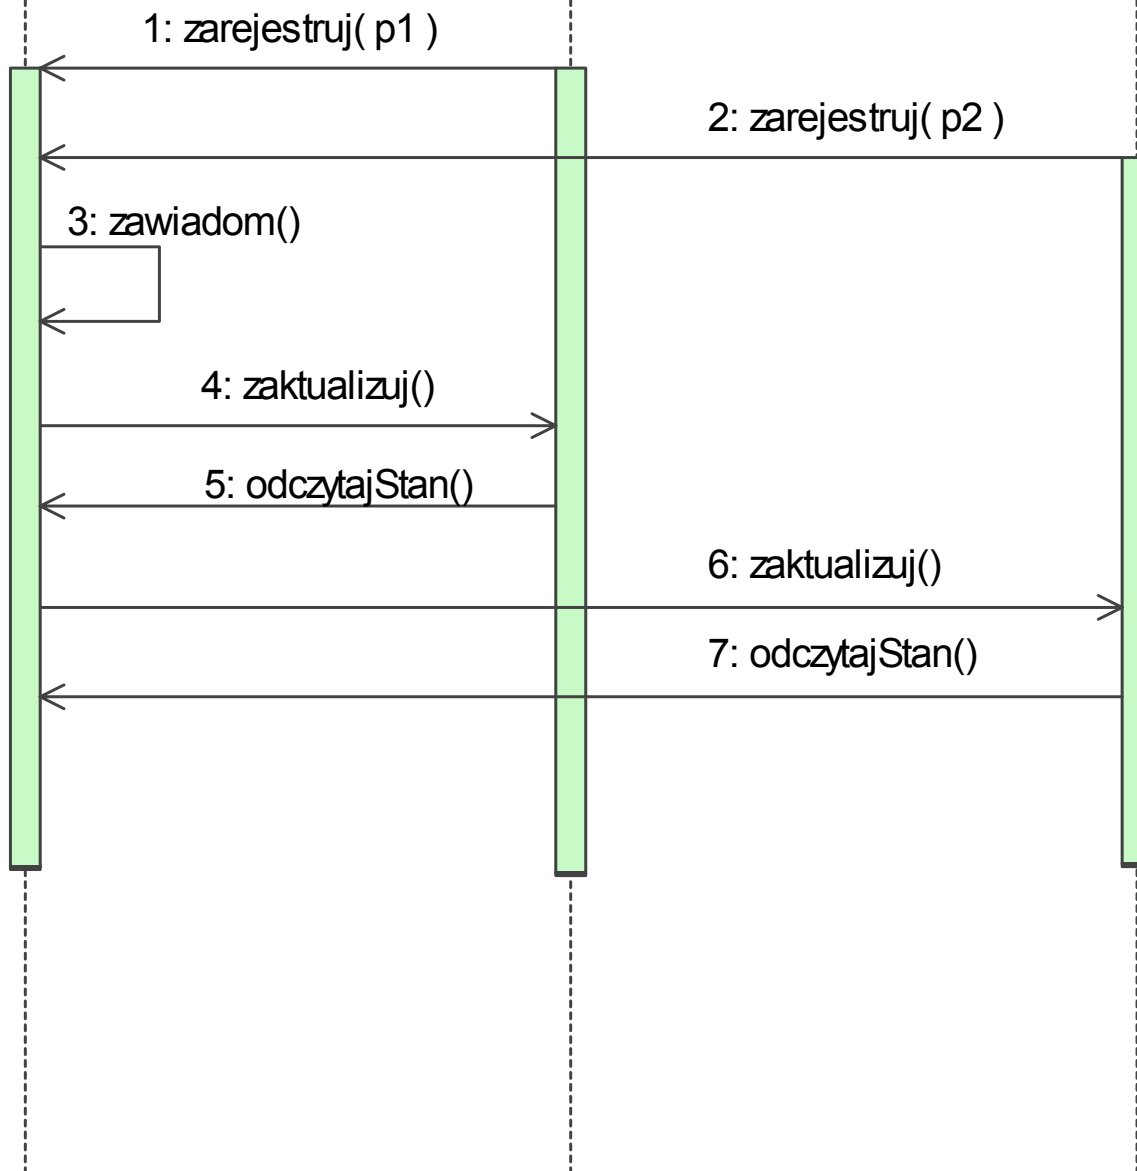 1: zarejestruj( p1 )
2: zarejestruj( p2 )
3: zawiadom()
4: zaktualizuj()
5: odczytajStan()
6: zaktualizuj()
7: odczytajStan()